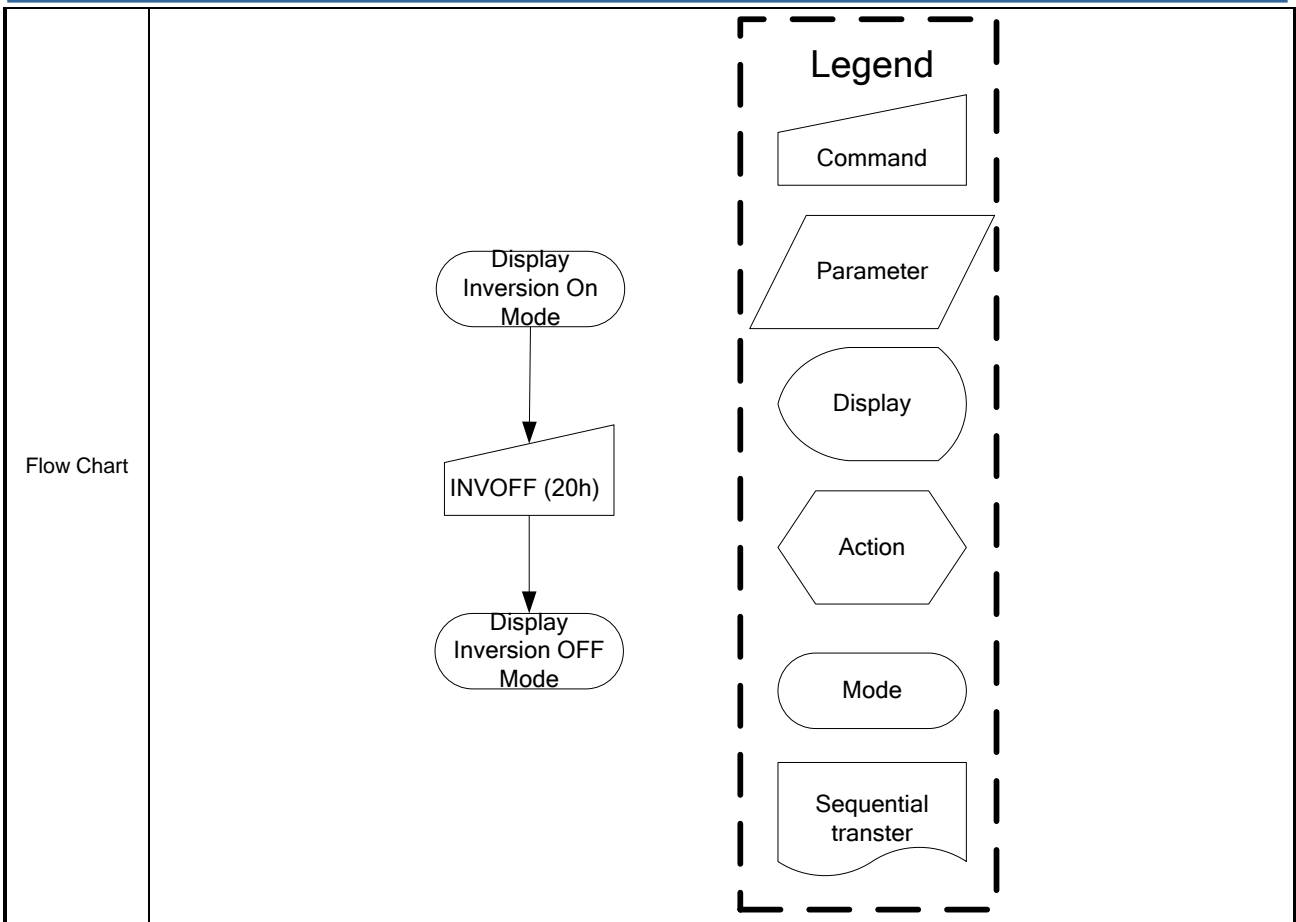 Flow Chart
Display
Inversion On
Mode
INVOFF (20h)
Display
Inversion OFF
Mode
Legend
Command
Parameter
Display
Action
Mode
Sequential
transter